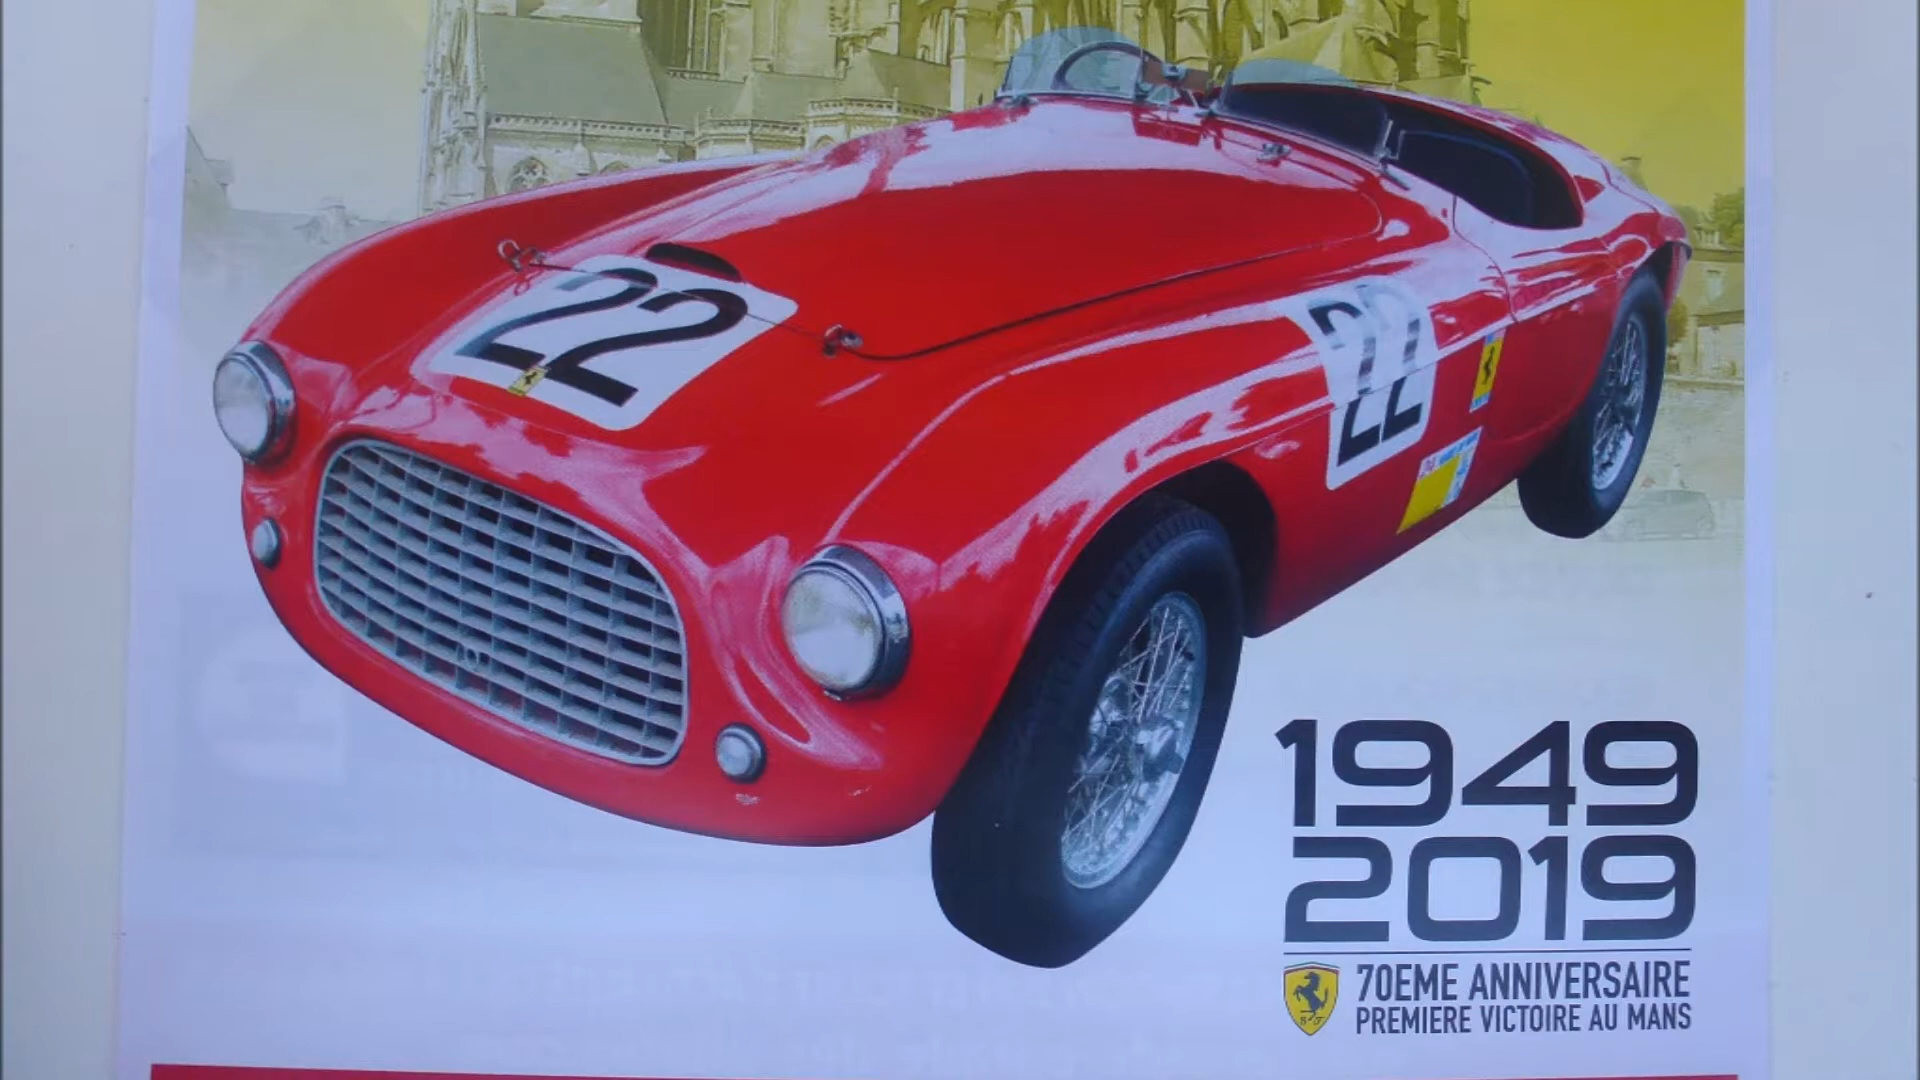 22
22
1949
2019
70EME ANNIVERSAIRE
PREMIERE VICTOIRE AU MANS